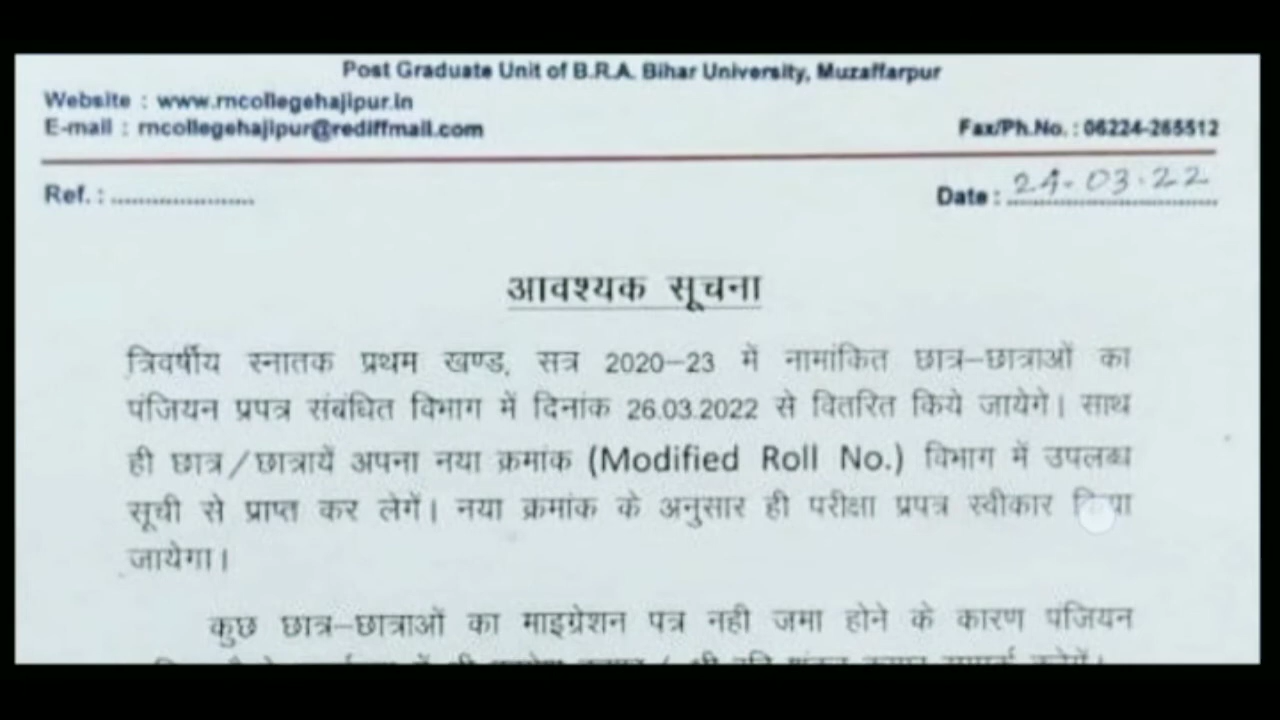 Post Graduate Unit of B.R.A. Bihar University, Muzaffarpur
Website : www.rncollegehajipur.in
E-mail : rncollegehajipur@rediffmail.com
Fax/Ph.No. : 06224-265512
Ref. : ......................
Date : 24-03-22
आवश्यक सूचना
त्रिवर्षीय स्नातक प्रथम खण्ड, सत्र 2020–23 में नामांकित छात्र–छात्राओं का
पंजियन प्रपत्र संबंधित विभाग में दिनांक 26.03.2022 से वितरित किये जायेगे। साथ
ही छात्र/छात्रायें अपना नया क्रमांक (Modified Roll No.) विभाग में उपलब्ध
सूची से प्राप्त कर लेगें। नया क्रमांक के अनुसार ही परीक्षा प्रपत्र स्वीकार किया
जायेगा।
कुछ छात्र–छात्राओं का माइग्रेशन पत्र नही जमा होने के कारण पंजियन